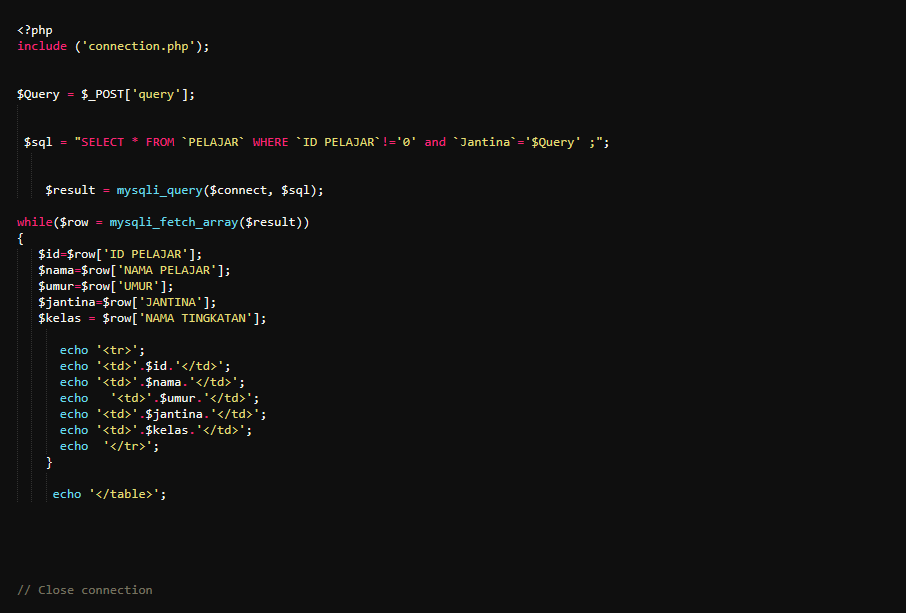 <?php
include ('connection.php');
$Query = $_POST['query'];
$sql = "SELECT * FROM `PELAJAR` WHERE `ID PELAJAR`!='0' and `Jantina`='$Query' ;";
$result = mysqli_query($connect, $sql);
while($row = mysqli_fetch_array($result))
{
$id=$row['ID PELAJAR'];
$nama=$row['NAMA PELAJAR'];
$umur=$row['UMUR'];
$jantina=$row['JANTINA'];
$kelas = $row['NAMA TINGKATAN'];
echo '<tr>';
echo '<td>'.$id.'</td>';
echo '<td>'.$nama.'</td>';
echo   '<td>'.$umur.'</td>';
echo '<td>'.$jantina.'</td>';
echo '<td>'.$kelas.'</td>';
echo  '</tr>';
}
echo '</table>';
// Close connection